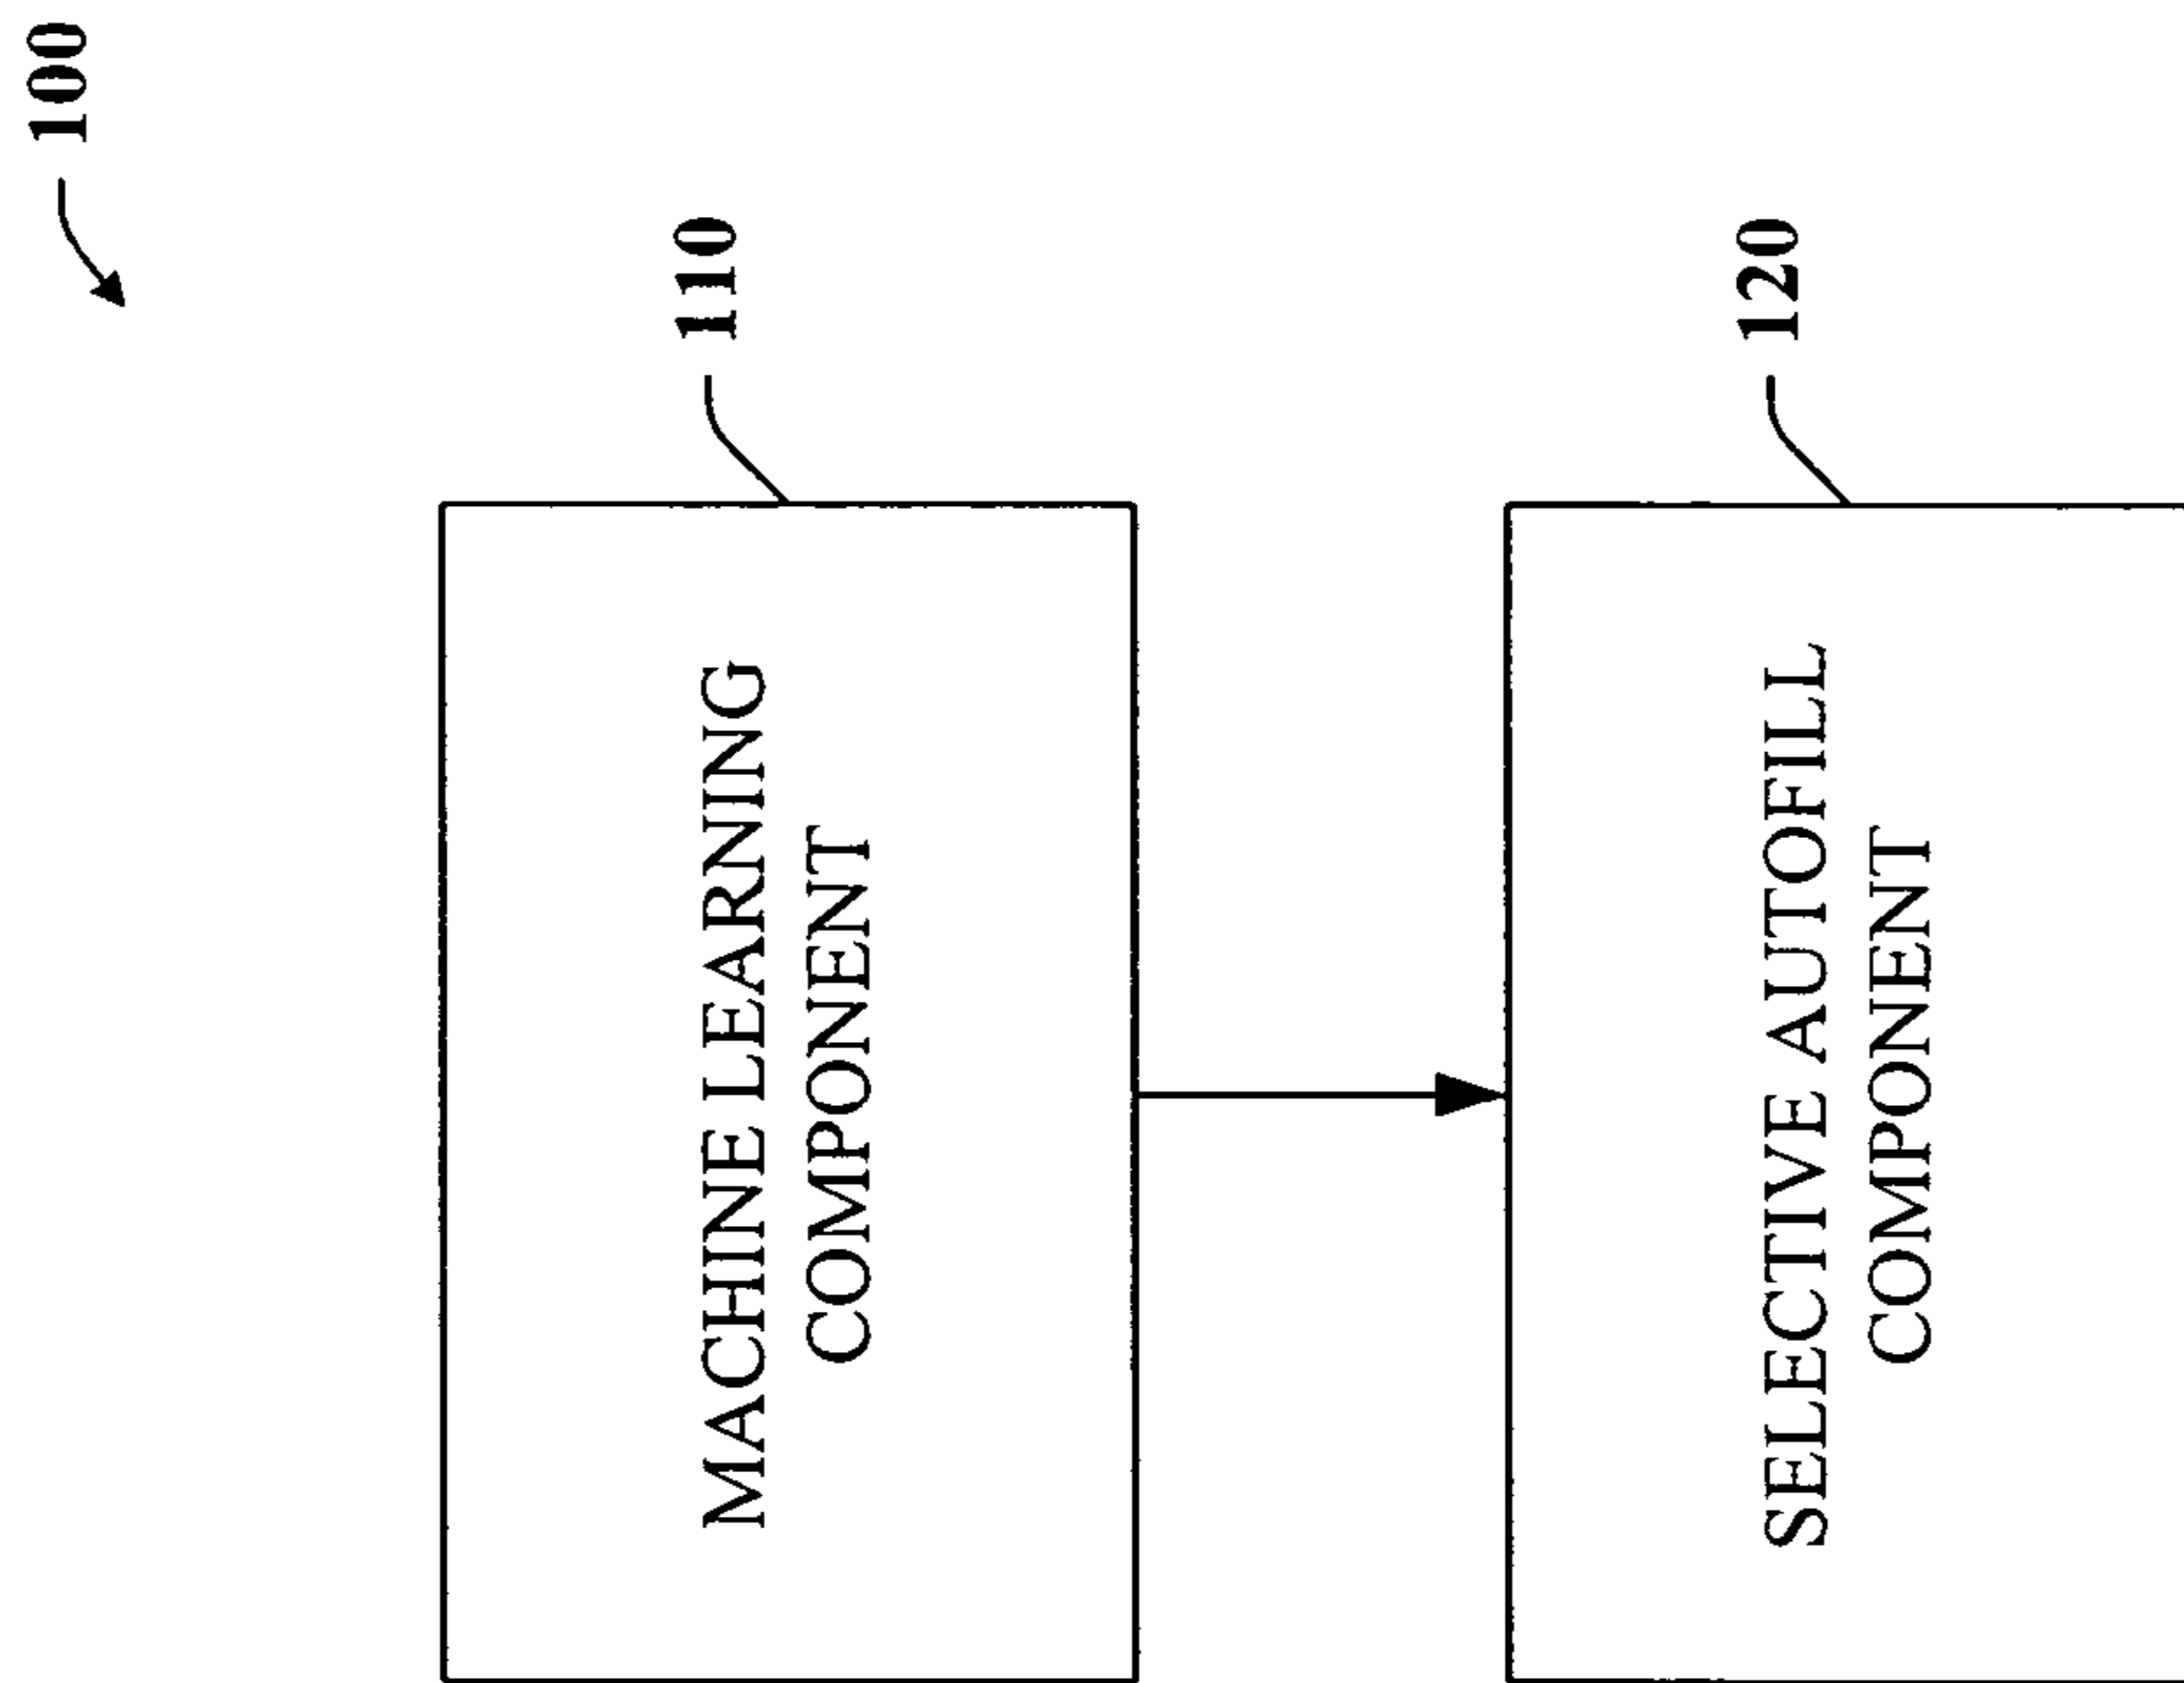 100
110
MACHINE LEARNING
COMPONENT
120
SELECTIVE AUTOFILL
COMPONENT